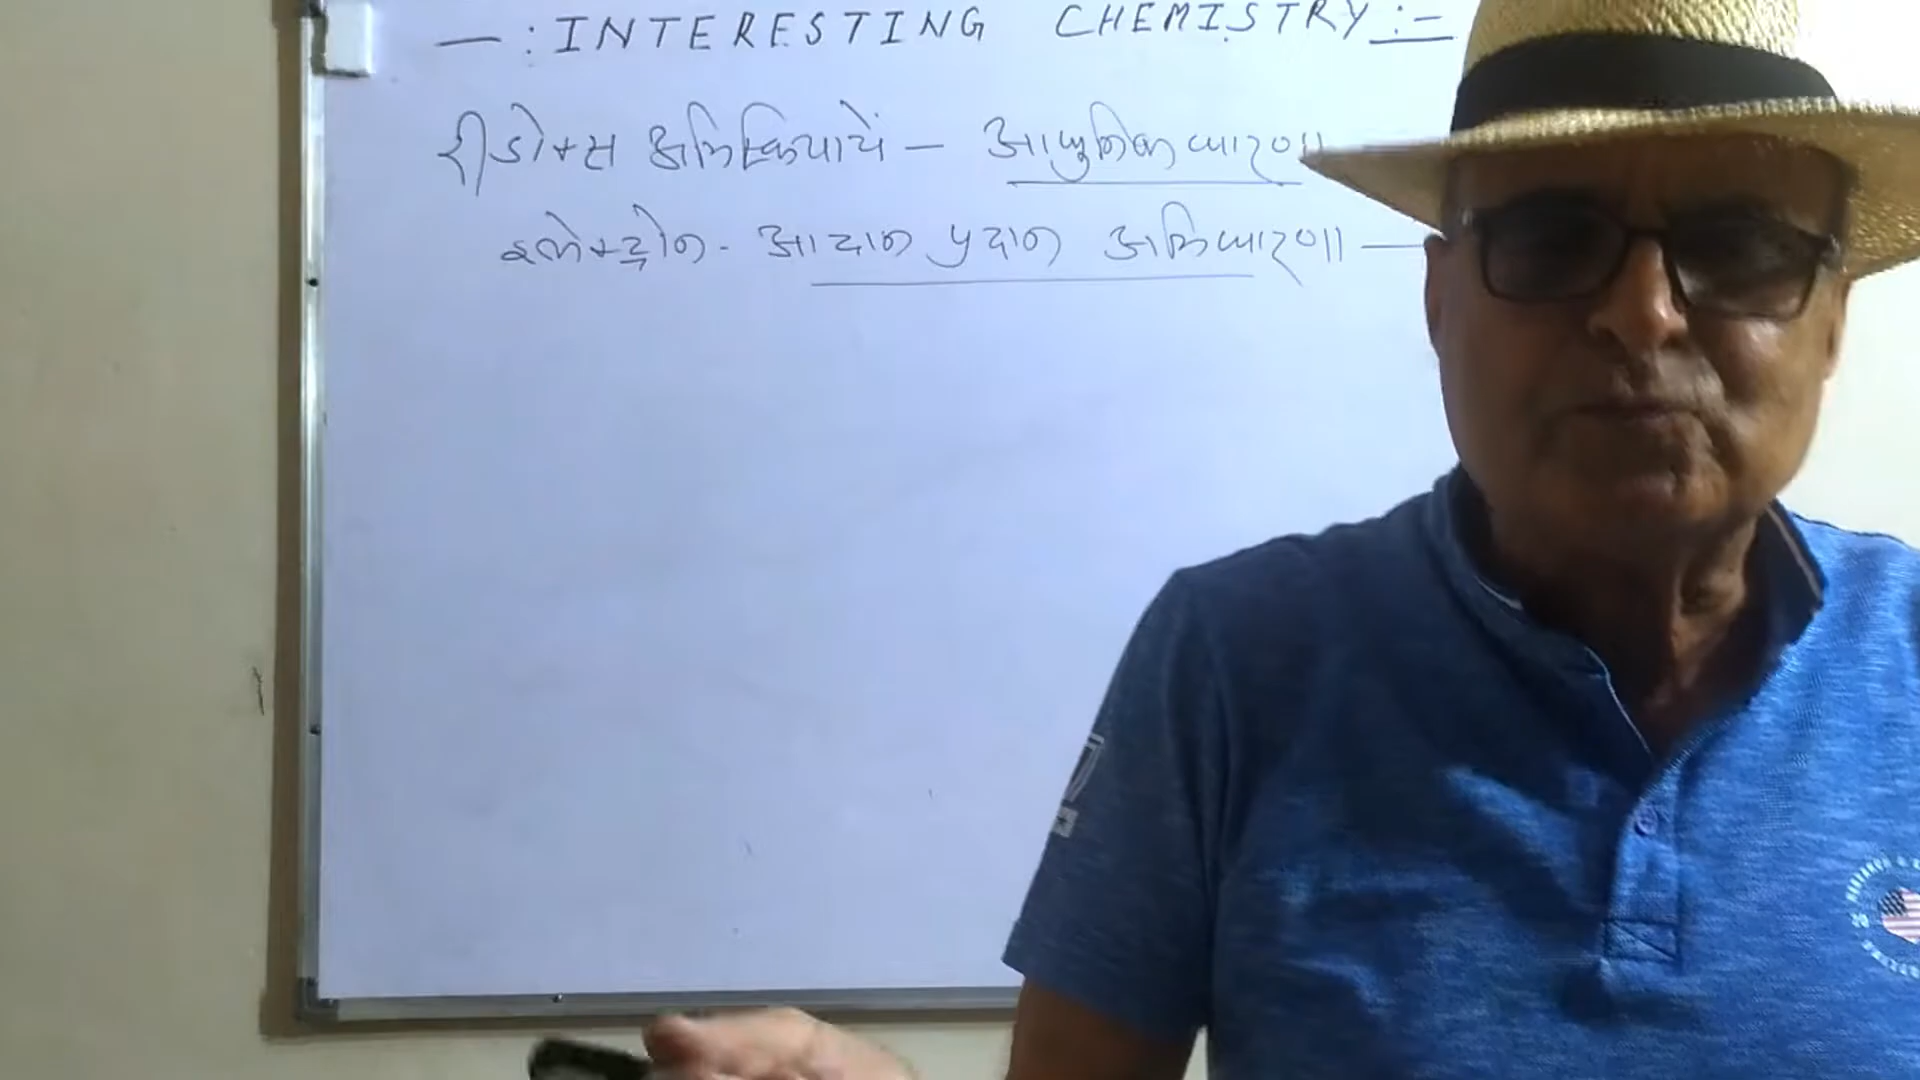 — : INTERESTING CHEMISTRY :—
रीडोक्स अभिक्रियायें — आधुनिक धारणा
इलेक्ट्रोन - आदान प्रदान अभिधारणा —